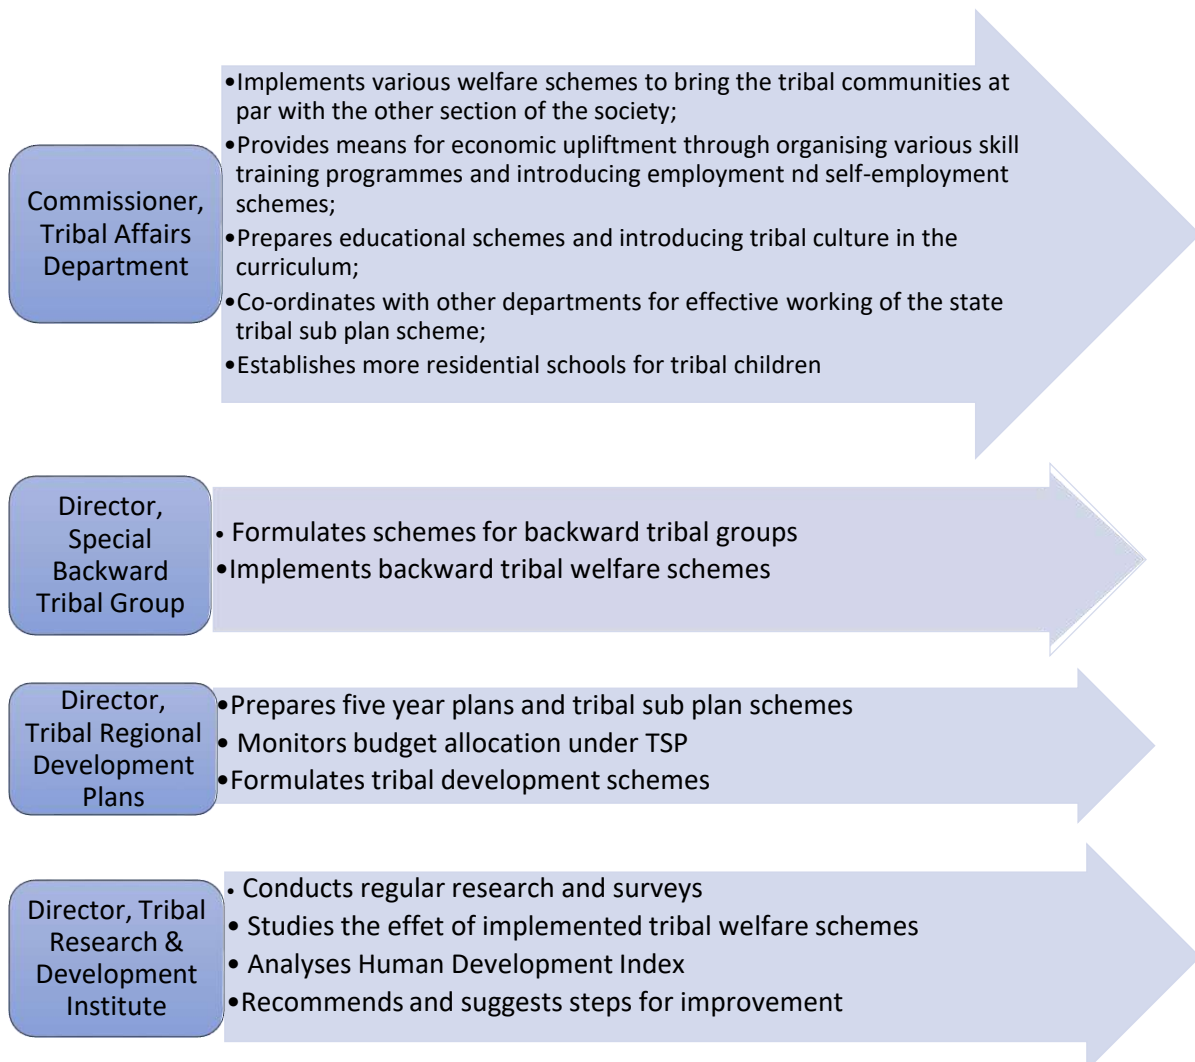 Commissioner,
Tribal Affairs
Department
•Implements various welfare schemes to bring the tribal communities at
par with the other section of the society;
•Provides means for economic upliftment through organising various skill
training programmes and introducing employment nd self-employment
schemes;
•Prepares educational schemes and introducing tribal culture in the
curriculum;
•Co-ordinates with other departments for effective working of the state
tribal sub plan scheme;
•Establishes more residential schools for tribal children
Director,
Special
Backward
Tribal Group
• Formulates schemes for backward tribal groups
•Implements backward tribal welfare schemes
Director,
Tribal Regional
Development
Plans
•Prepares five year plans and tribal sub plan schemes
• Monitors budget allocation under TSP
•Formulates tribal development schemes
Director, Tribal
Research &
Development
Institute
• Conducts regular research and surveys
• Studies the effet of implemented tribal welfare schemes
• Analyses Human Development Index
•Recommends and suggests steps for improvement